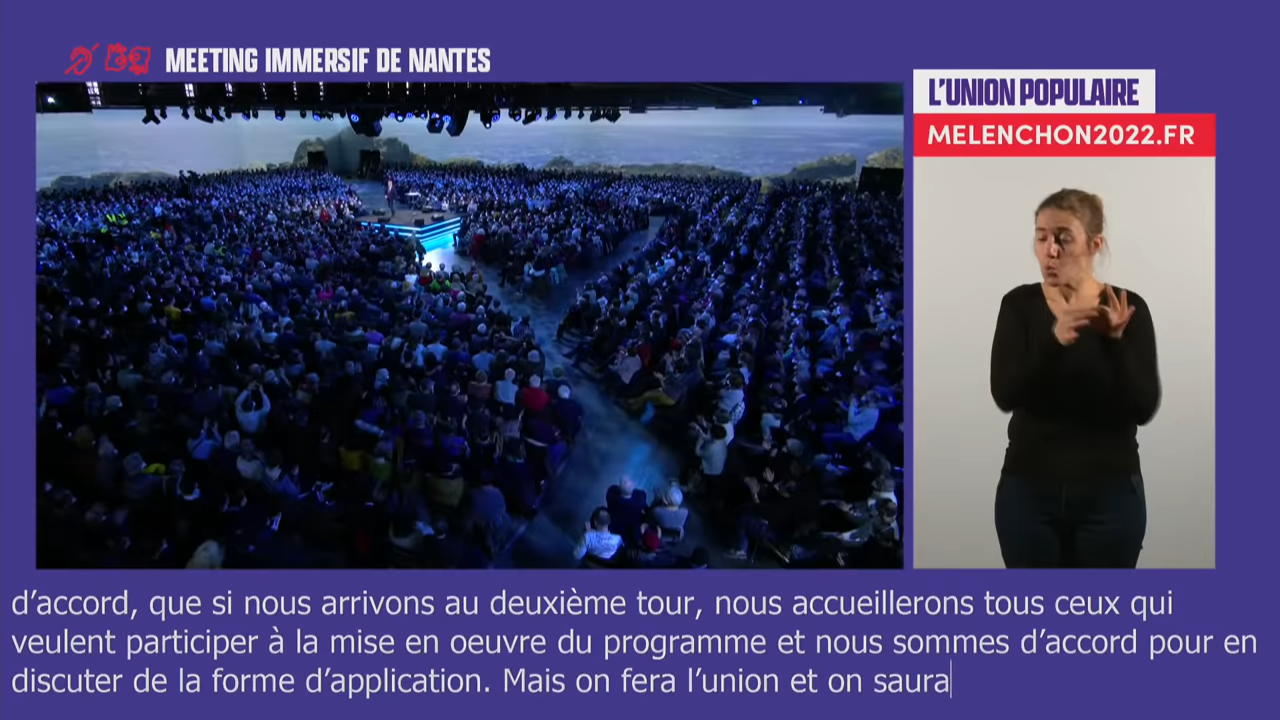 MEETING IMMERSIF DE NANTES
L'UNION POPULAIRE
MELENCHON2022.FR
d'accord, que si nous arrivons au deuxième tour, nous accueillerons tous ceux qui
veulent participer à la mise en oeuvre du programme et nous sommes d'accord pour en
discuter de la forme d'application. Mais on fera l'union et on saura